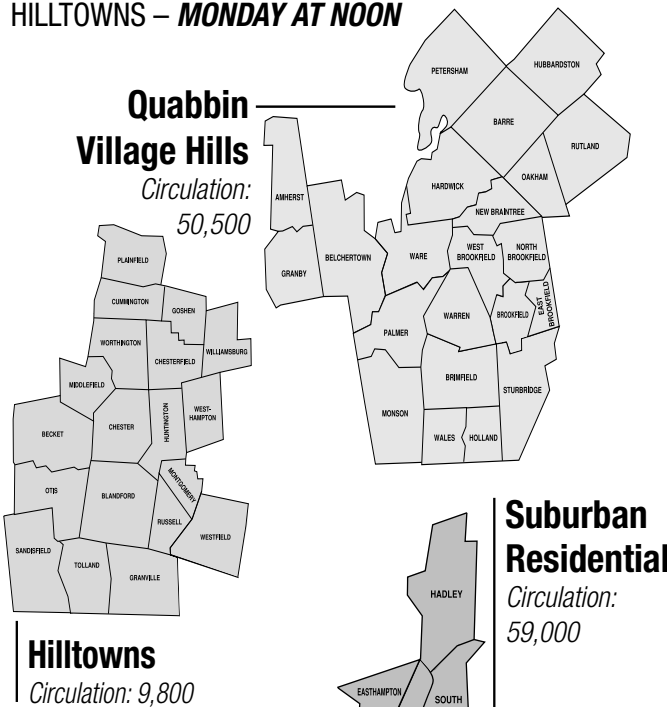 HILLTOWNS – MONDAY AT NOON
Quabbin
Village Hills
Circulation:
50,500
PETERSHAM
HUBBARDSTON
BARRE
RUTLAND
HARDWICK
OAKHAM
NEW BRAINTREE
AMHERST
BELCHERTOWN
WARE
WEST
BROOKFIELD
NORTH
BROOKFIELD
GRANBY
WARREN
BROOKFIELD
EAST
BROOKFIELD
PALMER
BRIMFIELD
STURBRIDGE
MONSON
WALES
HOLLAND
PLAINFIELD
CUMMINGTON
GOSHEN
WORTHINGTON
CHESTERFIELD
WILLIAMSBURG
MIDDLEFIELD
BECKET
CHESTER
HUNTINGTON
WEST-
HAMPTON
OTIS
BLANDFORD
MONTGOMERY
RUSSELL
WESTFIELD
SANDISFIELD
TOLLAND
GRANVILLE
Hilltowns
Circulation: 9,800
Suburban
Residential
Circulation:
59,000
HADLEY
EASTHAMPTON
SOUTH